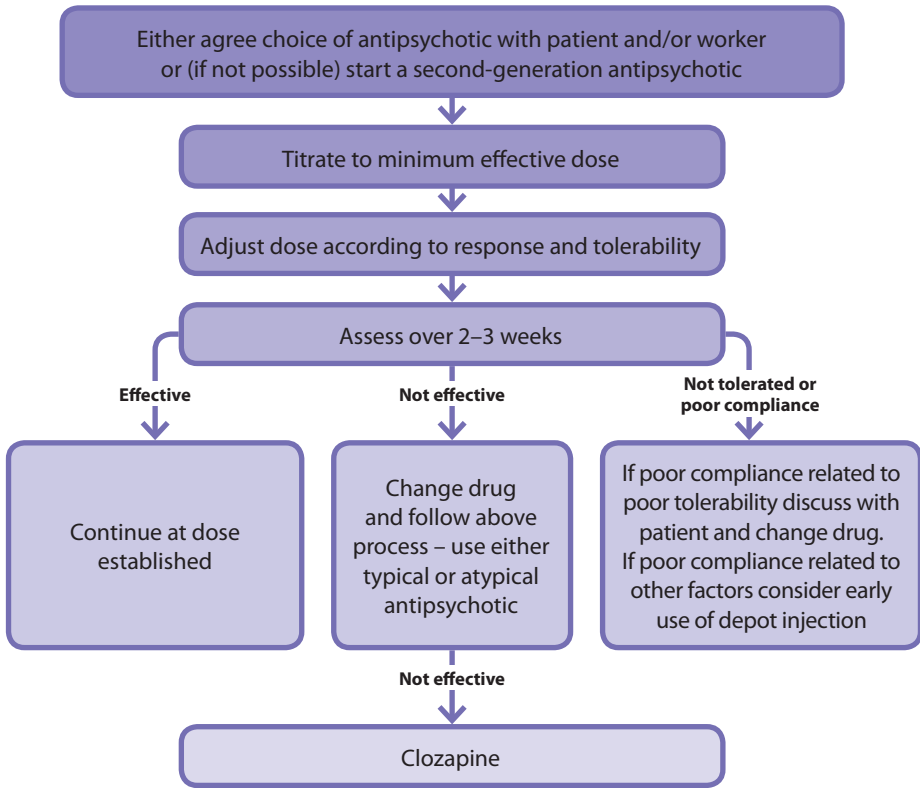 Either agree choice of antipsychotic with patient and/or worker
or (if not possible) start a second-generation antipsychotic
Titrate to minimum effective dose
Adjust dose according to response and tolerability
Assess over 2–3 weeks
Effective
Not effective
Not tolerated or
poor compliance
Continue at dose
established
Change drug
and follow above
process – use either
typical or atypical
antipsychotic
If poor compliance related to
poor tolerability discuss with
patient and change drug.
If poor compliance related to
other factors consider early
use of depot injection
Not effective
Clozapine